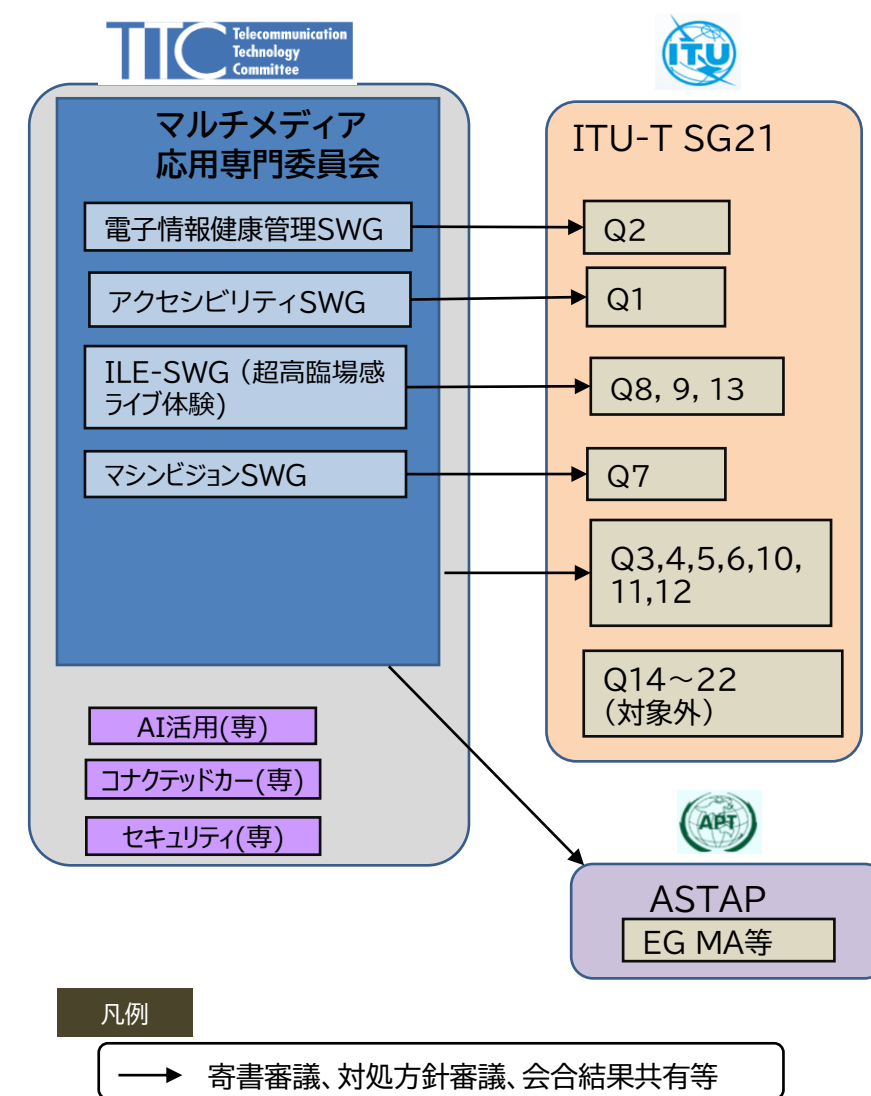 TTC Telecommunication
Technology
Committee
マルチメディア
応用専門委員会
電子情報健康管理SWG
アクセシビリティSWG
ILE-SWG（超高臨場感
ライブ体験)
マシンビジョンSWG
AI活用(専)
コナクテッドカー(専)
セキュリティ(専)
ITU
ITU-T SG21
Q2
Q1
Q8, 9, 13
Q7
Q3,4,5,6,10,
11,12
Q14～22
（対象外）
APT
ASTAP
EG MA等
凡例
寄書審議、対処方針審議、会合結果共有等